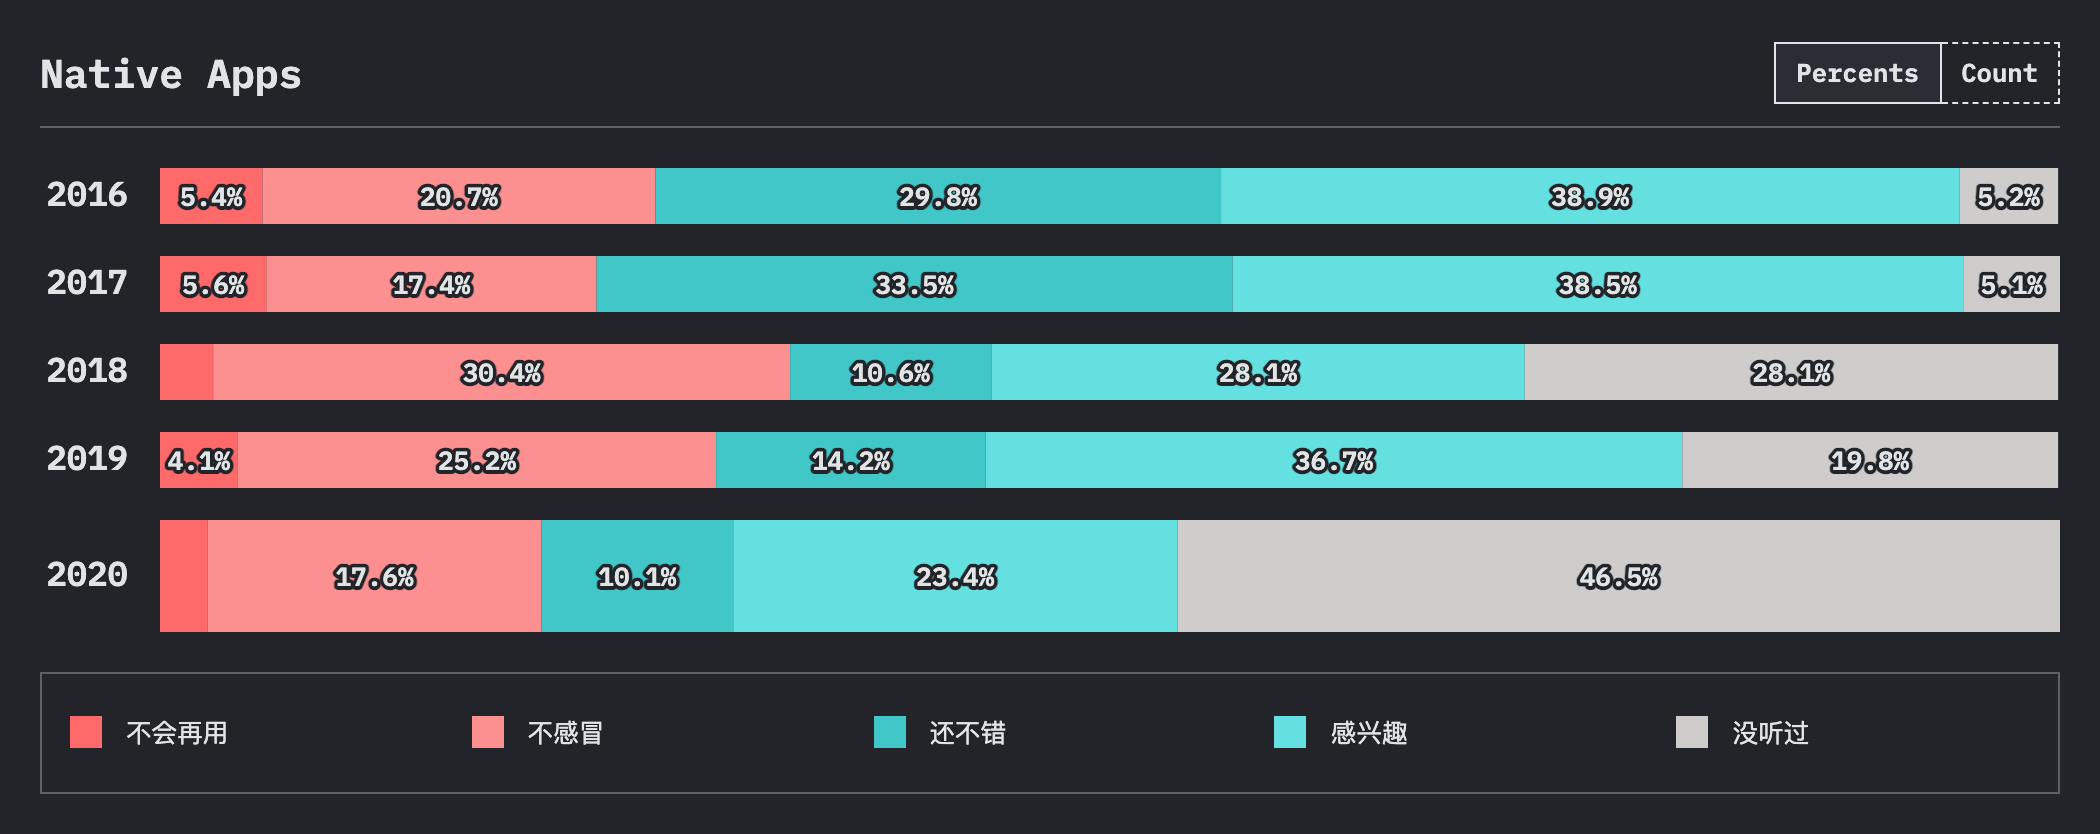 Native Apps
Percents Count
2016 5.4% 20.7% 29.8% 38.9% 5.2%
2017 5.6% 17.4% 33.5% 38.5% 5.1%
2018 30.4% 10.6% 28.1% 28.1%
2019 4.1% 25.2% 14.2% 36.7% 19.8%
2020 17.6% 10.1% 23.4% 46.5%
不会再用 不感冒 还不错 感兴趣 没听过